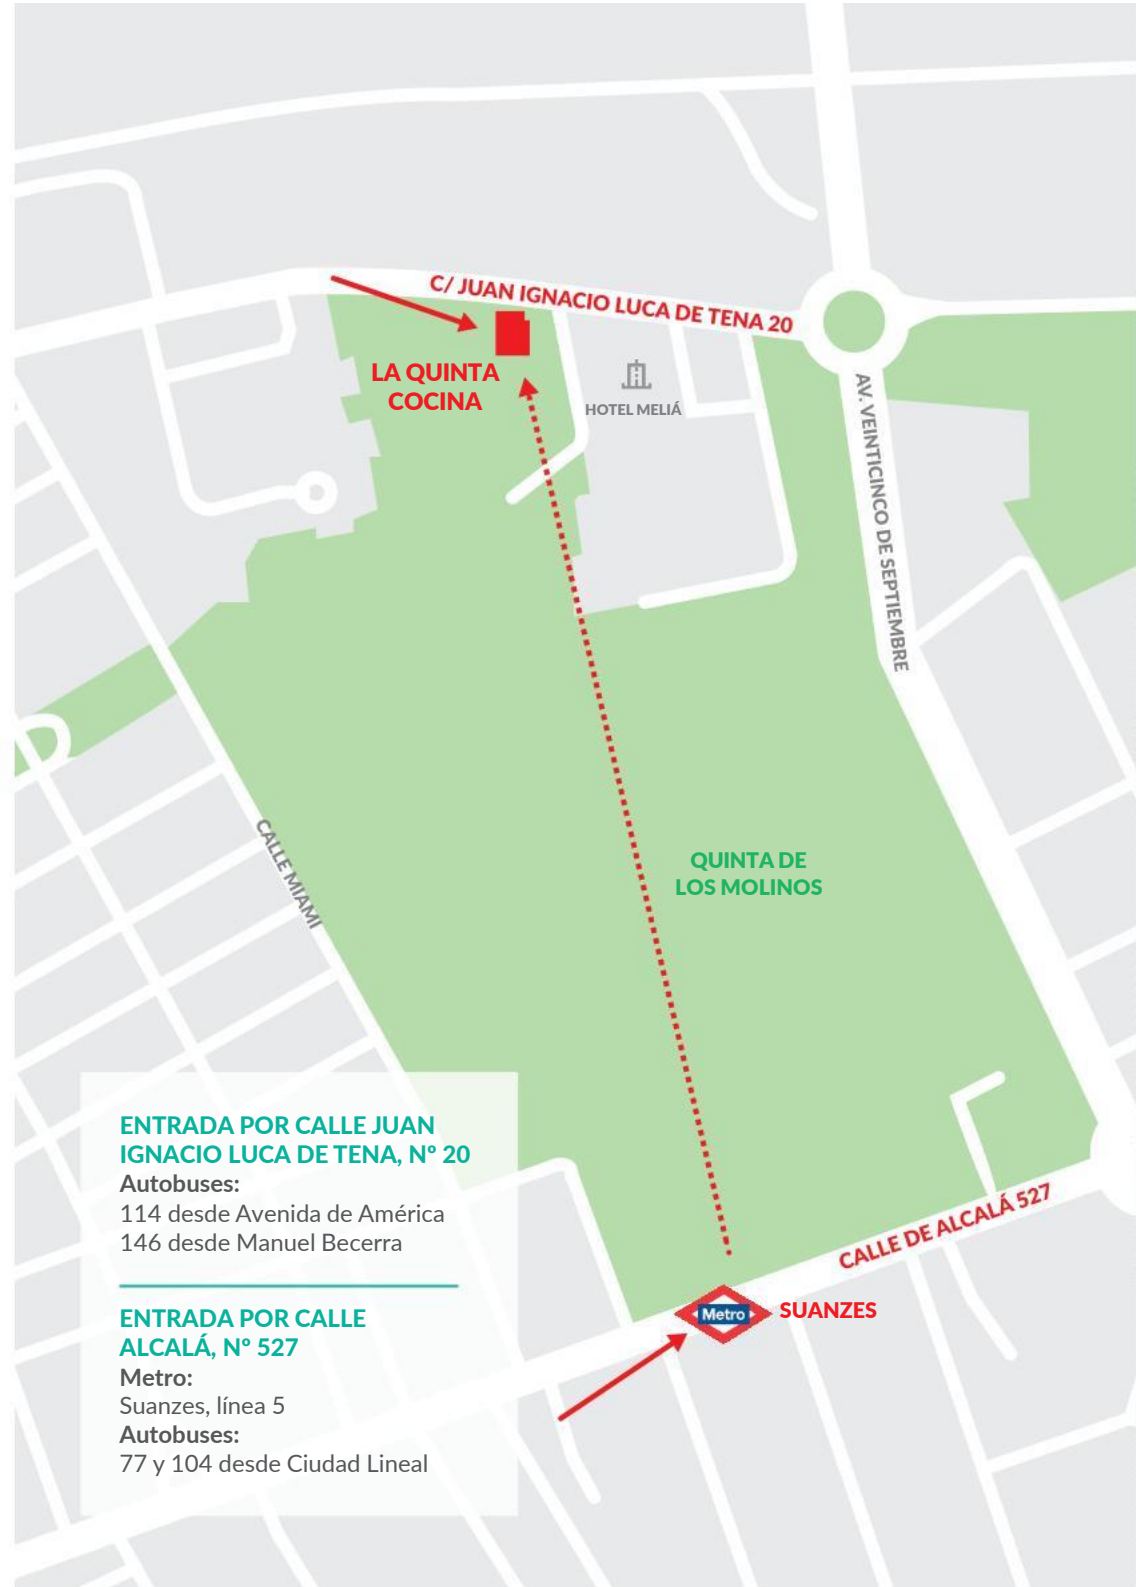 C/ JUAN IGNACIO LUCA DE TENA 20
LA QUINTA
COCINA
HOTEL MELIÁ
AV. VEINTICINCO DE SEPTIEMBRE
CALLE MIAMI
QUINTA DE
LOS MOLINOS
ENTRADA POR CALLE JUAN
IGNACIO LUCA DE TENA, Nº 20
Autobuses:
114 desde Avenida de América
146 desde Manuel Becerra
CALLE DE ALCALÁ 527
Metro
SUANZES
ENTRADA POR CALLE
ALCALÁ, Nº 527
Metro:
Suanzes, línea 5
Autobuses:
77 y 104 desde Ciudad Lineal